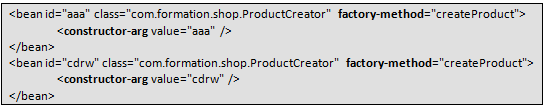 <bean id="aaa" class="com.formation.shop.ProductCreator" factory-method="createProduct">
<constructor-arg value="aaa" />
</bean>
<bean id="cdrw" class="com.formation.shop.ProductCreator" factory-method="createProduct">
<constructor-arg value="cdrw" />
</bean>